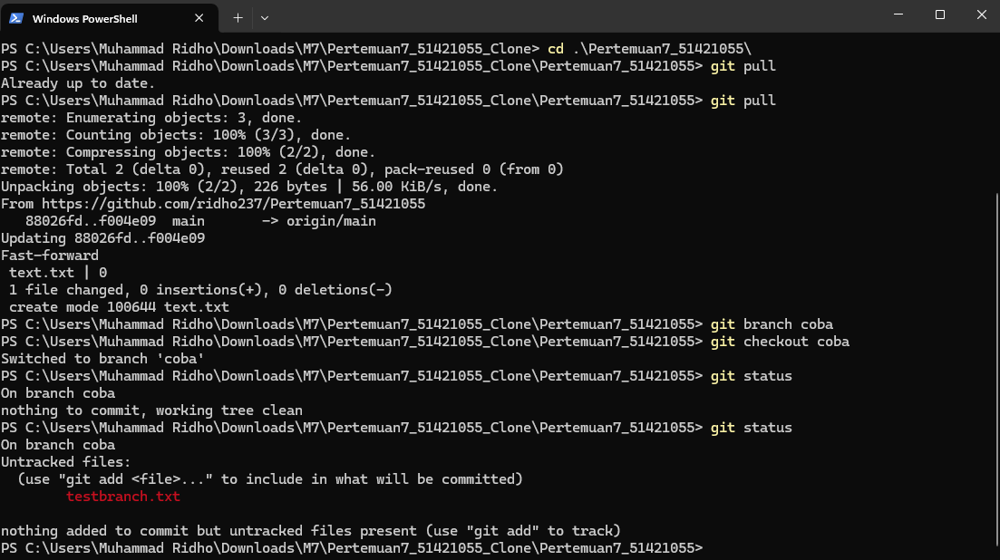 Windows PowerShell
PS C:\Users\Muhammad Ridho\Downloads\M7\Pertemuan7_51421055_Clone> cd .\Pertemuan7_51421055\
PS C:\Users\Muhammad Ridho\Downloads\M7\Pertemuan7_51421055_Clone\Pertemuan7_51421055> git pull
Already up to date.
PS C:\Users\Muhammad Ridho\Downloads\M7\Pertemuan7_51421055_Clone\Pertemuan7_51421055> git pull
remote: Enumerating objects: 3, done.
remote: Counting objects: 100% (3/3), done.
remote: Compressing objects: 100% (2/2), done.
remote: Total 2 (delta 0), reused 2 (delta 0), pack-reused 0 (from 0)
Unpacking objects: 100% (2/2), 226 bytes | 56.00 KiB/s, done.
From https://github.com/ridho237/Pertemuan7_51421055
   88026fd..f004e09  main       -> origin/main
Updating 88026fd..f004e09
Fast-forward
 text.txt | 0
 1 file changed, 0 insertions(+), 0 deletions(-)
 create mode 100644 text.txt
PS C:\Users\Muhammad Ridho\Downloads\M7\Pertemuan7_51421055_Clone\Pertemuan7_51421055> git branch coba
PS C:\Users\Muhammad Ridho\Downloads\M7\Pertemuan7_51421055_Clone\Pertemuan7_51421055> git checkout coba
Switched to branch 'coba'
PS C:\Users\Muhammad Ridho\Downloads\M7\Pertemuan7_51421055_Clone\Pertemuan7_51421055> git status
On branch coba
nothing to commit, working tree clean
PS C:\Users\Muhammad Ridho\Downloads\M7\Pertemuan7_51421055_Clone\Pertemuan7_51421055> git status
On branch coba
Untracked files:
  (use "git add <file>..." to include in what will be committed)
        testbranch.txt

nothing added to commit but untracked files present (use "git add" to track)
PS C:\Users\Muhammad Ridho\Downloads\M7\Pertemuan7_51421055_Clone\Pertemuan7_51421055>